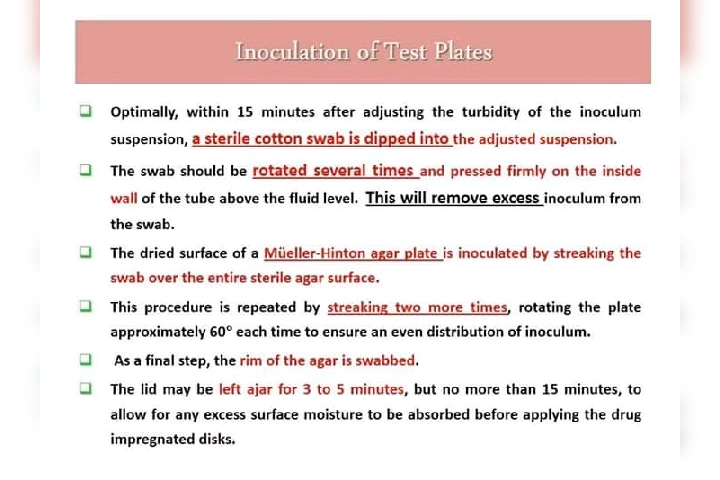 Inoculation of Test Plates
Optimally, within 15 minutes after adjusting the turbidity of the inoculum
suspension, a sterile cotton swab is dipped into the adjusted suspension.
The swab should be rotated several times and pressed firmly on the inside
wall of the tube above the fluid level. This will remove excess inoculum from
the swab.
The dried surface of a Müeller-Hinton agar plate is inoculated by streaking the
swab over the entire sterile agar surface.
This procedure is repeated by streaking two more times, rotating the plate
approximately 60° each time to ensure an even distribution of inoculum.
As a final step, the rim of the agar is swabbed.
The lid may be left ajar for 3 to 5 minutes, but no more than 15 minutes, to
allow for any excess surface moisture to be absorbed before applying the drug
impregnated disks.